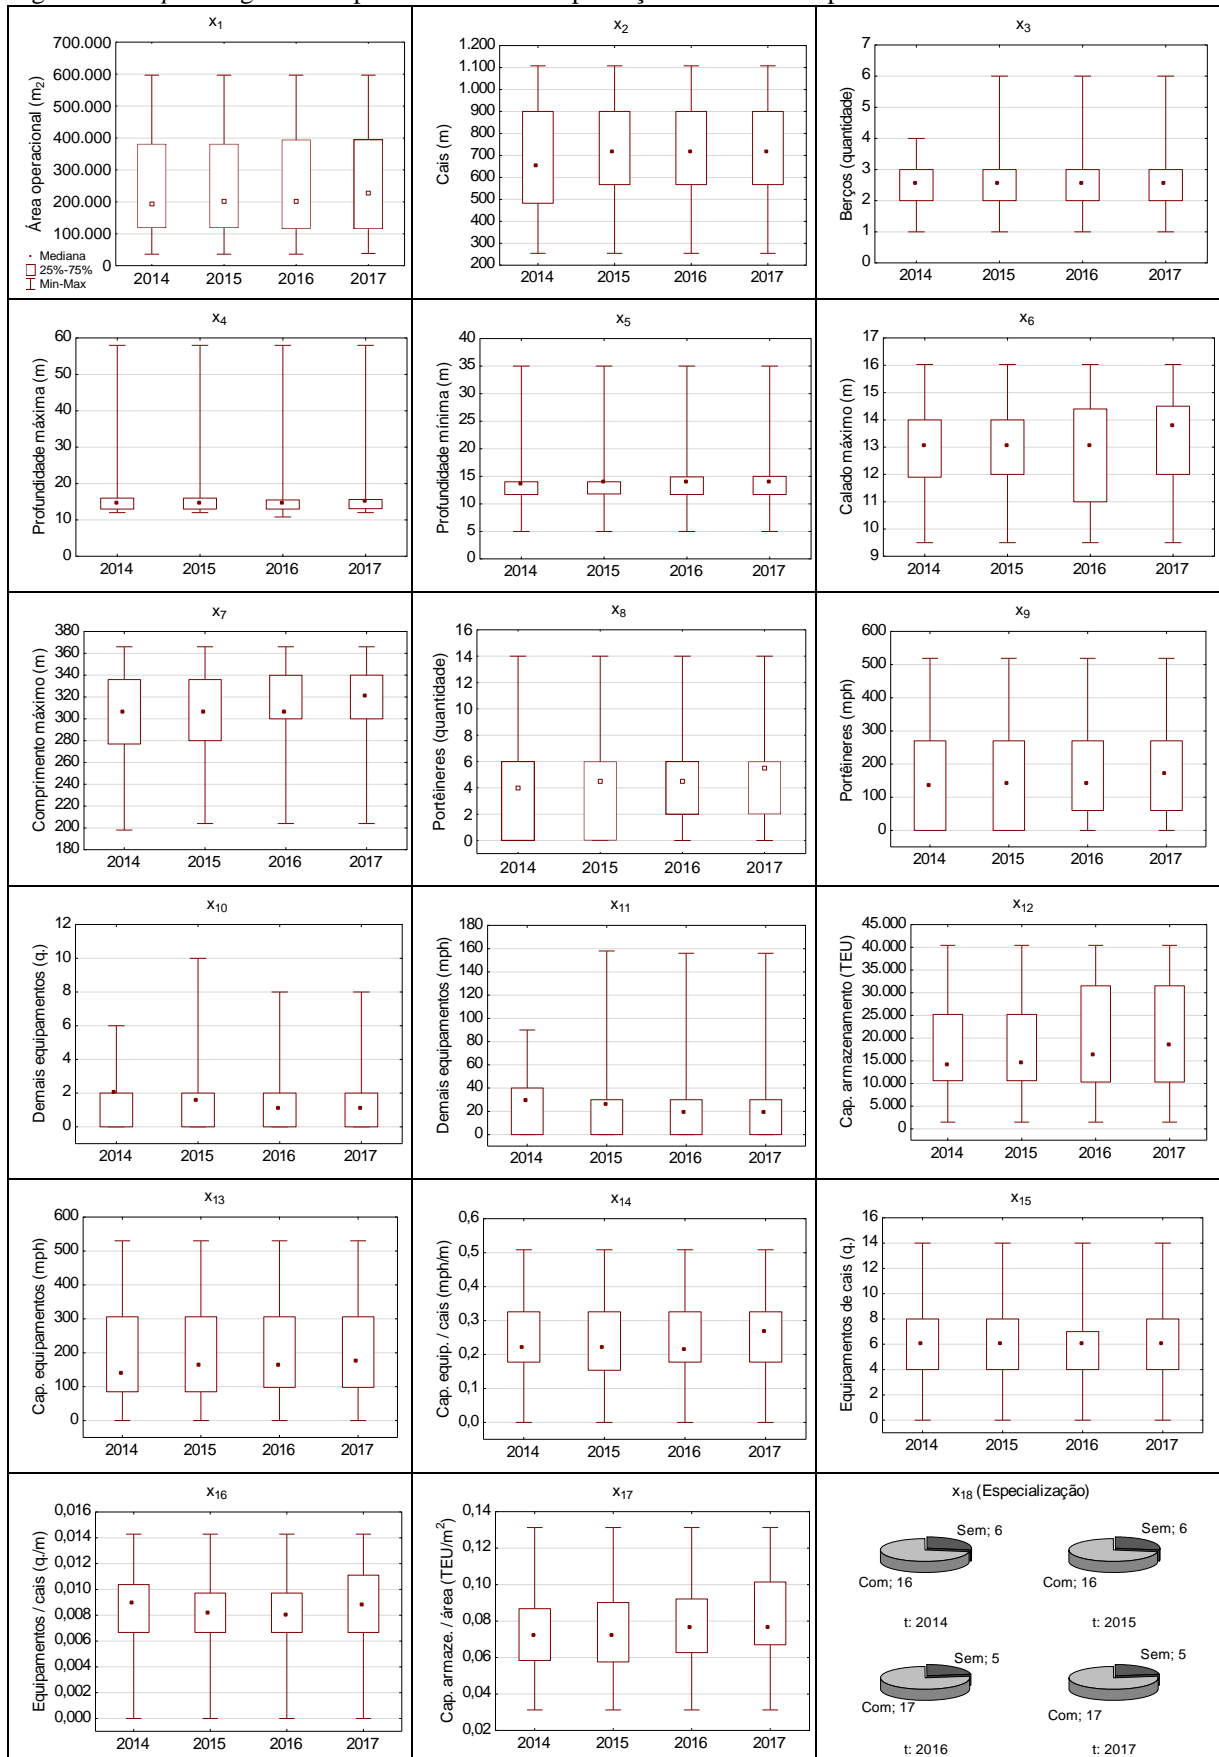 x1
Área operacional (m2)
700.000
600.000
500.000
400.000
300.000
200.000
100.000
0
2014 2015 2016 2017
Mediana
25%-75%
Min-Max
x2
Cais (m)
1.200
1.100
1.000
900
800
700
600
500
400
300
200
2014 2015 2016 2017
x3
Berços (quantidade)
7
6
5
4
3
2
1
0
2014 2015 2016 2017
x4
Profundidade máxima (m)
60
50
40
30
20
10
0
2014 2015 2016 2017
x5
Profundidade mínima (m)
40
35
30
25
20
15
10
5
0
2014 2015 2016 2017
x6
Calado máximo (m)
17
16
15
14
13
12
11
10
9
2014 2015 2016 2017
x7
Comprimento máximo (m)
380
360
340
320
300
280
260
240
220
200
180
2014 2015 2016 2017
x8
Portêineres (quantidade)
16
14
12
10
8
6
4
2
0
2014 2015 2016 2017
x9
Portêineres (mph)
600
500
400
300
200
100
0
2014 2015 2016 2017
x10
Demais equipamentos (q.)
12
10
8
6
4
2
0
2014 2015 2016 2017
x11
Demais equipamentos (mph)
180
160
140
120
100
80
60
40
20
0
2014 2015 2016 2017
x12
Cap. armazenamento (TEU)
45.000
40.000
35.000
30.000
25.000
20.000
15.000
10.000
5.000
0
2014 2015 2016 2017
x13
Cap. equipamentos (mph)
600
500
400
300
200
100
0
2014 2015 2016 2017
x14
Cap. equip. / cais (mph/m)
0,6
0,5
0,4
0,3
0,2
0,1
0,0
2014 2015 2016 2017
x15
Equipamentos de cais (q.)
16
14
12
10
8
6
4
2
0
2014 2015 2016 2017
x16
Equipamentos / cais (q./m)
0,016
0,014
0,012
0,010
0,008
0,006
0,004
0,002
0,000
2014 2015 2016 2017
x17
Cap. armaze. / área (TEU/m²)
0,14
0,12
0,10
0,08
0,06
0,04
0,02
2014 2015 2016 2017
x18 (Especialização)
Sem; 6
Com; 16
t: 2014
Sem; 6
Com; 16
t: 2015
Sem; 5
Com; 17
t: 2016
Sem; 5
Com; 17
t: 2017